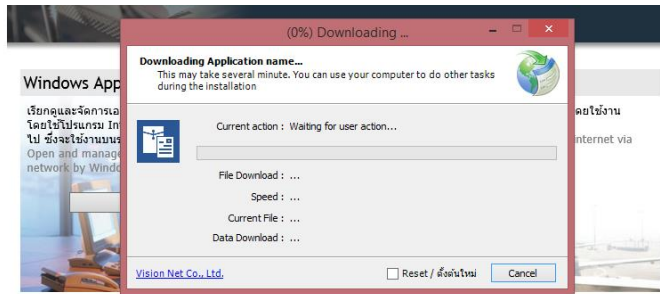 (0%) Downloading ...
Downloading Application name...
This may take several minute. You can use your computer to do other tasks
during the installation
Windows App
เรียกดูและจัดการเอ
โดยใช้โปรแกรม In
ไป ซึ่งจะใช้งานบน
Open and manage
network by Windo
ดยใช้งาน
internet via
Current action : Waiting for user action...
File Download : ...
Speed : ...
Current File : ...
Data Download : ...
Vision Net Co., Ltd.
Reset / ตั้งต้นใหม่
Cancel